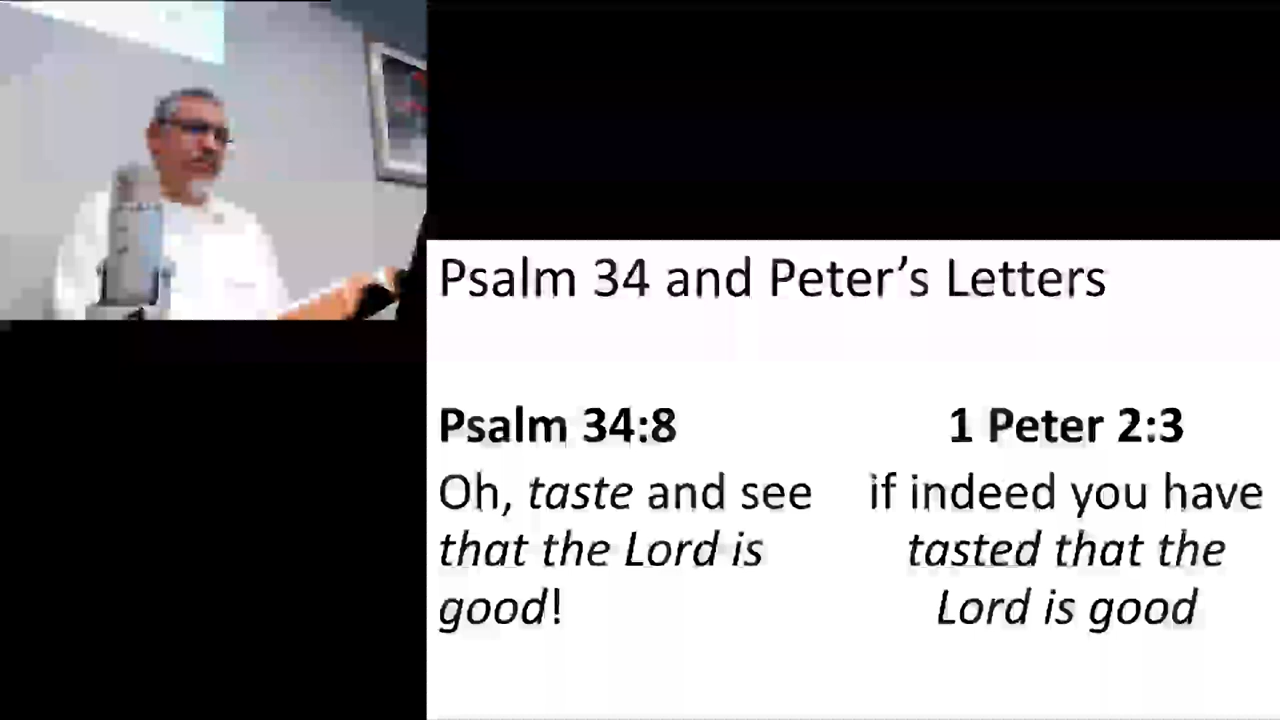 Psalm 34 and Peter’s Letters
Psalm 34:8
Oh, taste and see
that the Lord is
good!
1 Peter 2:3
if indeed you have
tasted that the
Lord is good